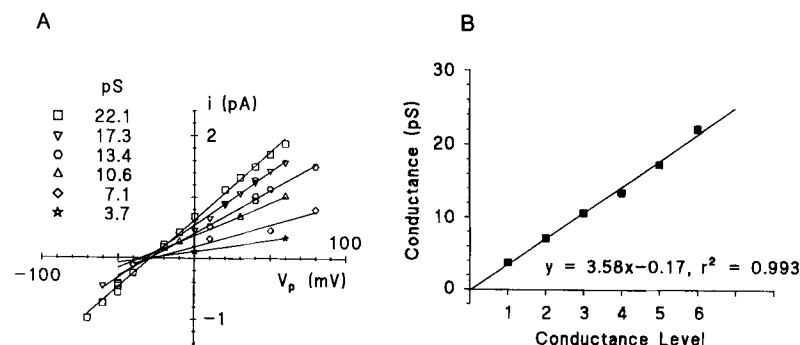 A
pS
22.1
17.3
13.4
10.6
7.1
3.7
i (pA)
2
100
−100
Vp (mV)
−1
B
Conductance (pS)
30
20
10
0
y = 3.58x−0.17, r² = 0.993
1 2 3 4 5 6
Conductance Level